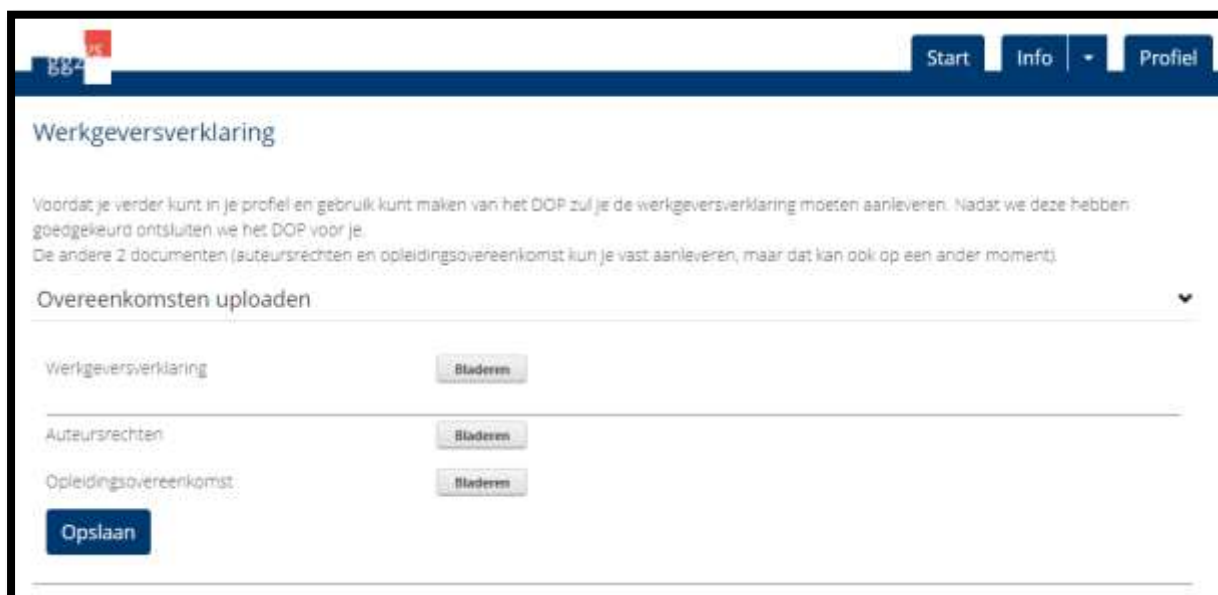 ggz
vs
Start
Info
Profiel
Werkgeversverklaring
Voordat je verder kunt in je profiel en gebruik kunt maken van het DOP zul je de werkgeversverklaring moeten aanleveren. Nadat we deze hebben
goedgekeurd ontsluiten we het DOP voor je.
De andere 2 documenten (auteursrechten en opleidingsovereenkomst kun je vast aanleveren, maar dat kan ook op een ander moment).
Overeenkomsten uploaden
Werkgeversverklaring Bladeren
Auteursrechten Bladeren
Opleidingsovereenkomst Bladeren
Opslaan